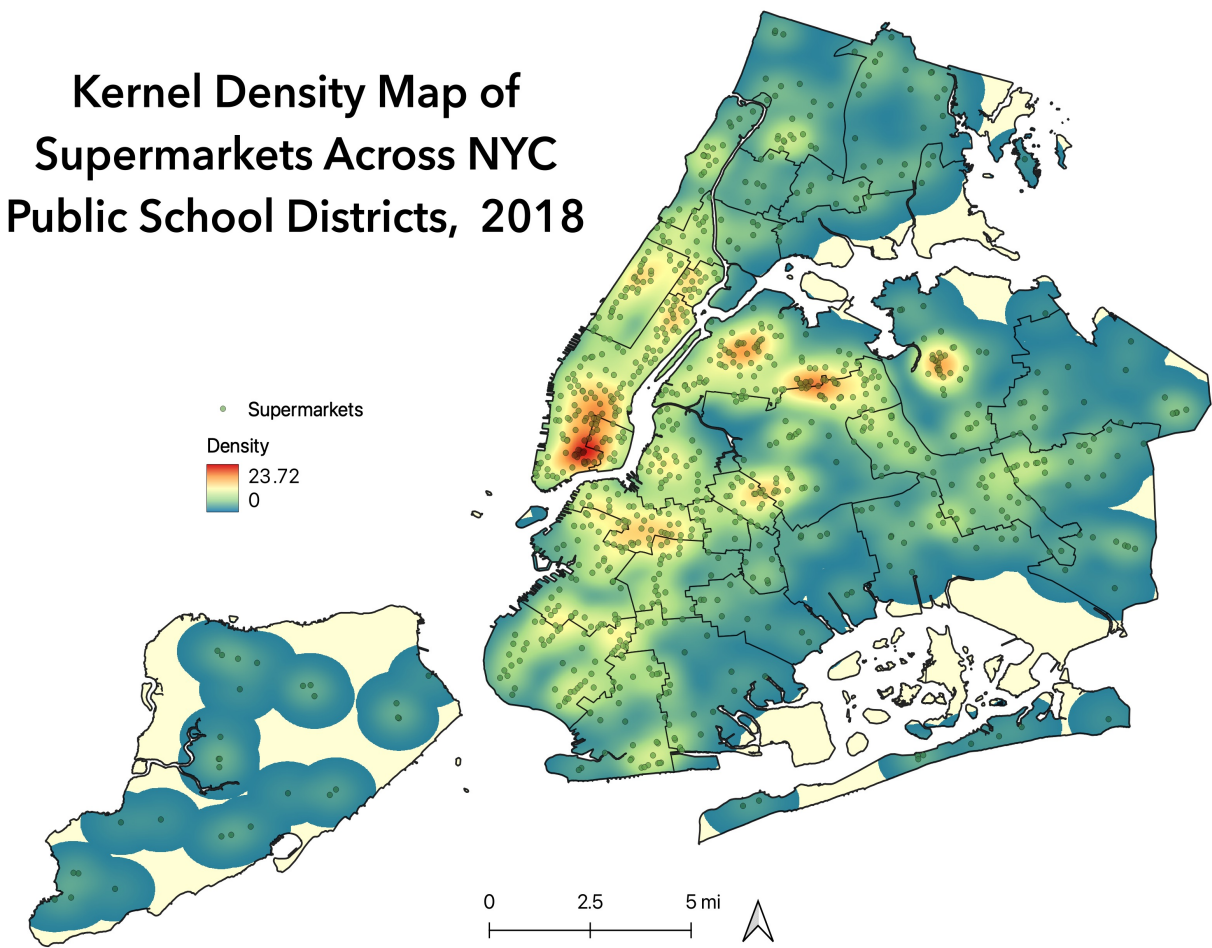 Kernel Density Map of
Supermarkets Across NYC
Public School Districts, 2018
Supermarkets
Density
23.72
0
0 2.5 5 mi